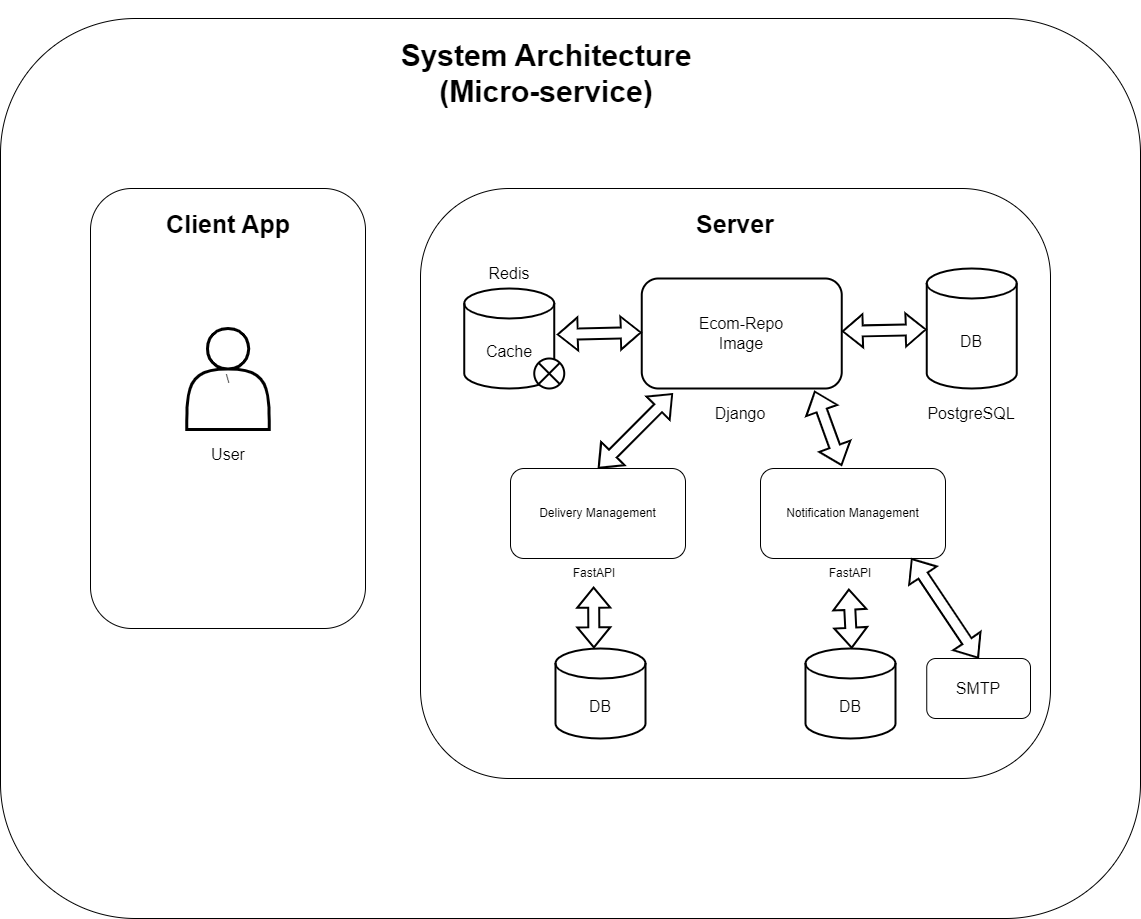 System Architecture
(Micro-service)
Client App
User
\
Server
Redis
Cache
Ecom-Repo
Image
Django
DB
PostgreSQL
Delivery Management
FastAPI
DB
Notification Management
FastAPI
DB
SMTP